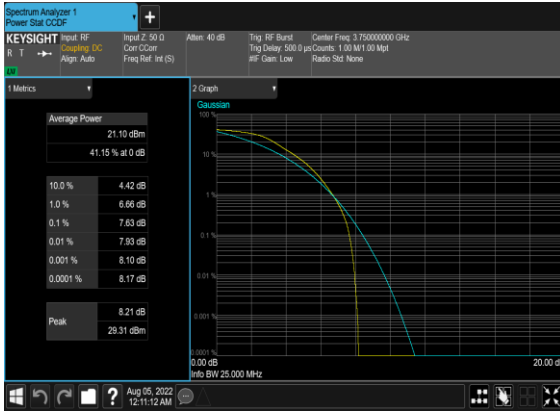 Spectrum Analyzer 1
Power Stat CCDF
KEYSIGHT
R T
LXI
Input: RF
Coupling: DC
Align: Auto
Input Z: 50 Ω
Corr CCorr
Freq Ref: Int (S)
Atten: 40 dB
Trig: RF Burst
Trig Delay: 500.0 µs
#IF Gain: Low
Center Freq: 3.750000000 GHz
Counts: 1.00 M/1.00 Mpt
Radio Std: None
1 Metrics
Average Power
21.10 dBm
41.15 % at 0 dB
10.0 % 4.42 dB
1.0 % 6.66 dB
0.1 % 7.63 dB
0.01 % 7.93 dB
0.001 % 8.10 dB
0.0001 % 8.17 dB
Peak
8.21 dB
29.31 dBm
2 Graph
Gaussian
100 %
10 %
1 %
0.1 %
0.01 %
0.001 %
0.0001 %
0.00 dB
20.00 d
Info BW 25.000 MHz
?
Aug 05, 2022
12:11:12 AM